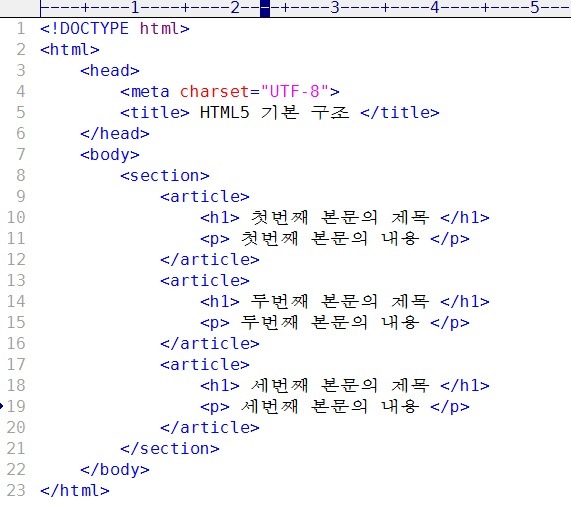 ----+----1----+----2----+----3----+----4----+----5---
1 <!DOCTYPE html>
2 <html>
3     <head>
4         <meta charset="UTF-8">
5         <title> HTML5 기본 구조 </title>
6     </head>
7     <body>
8         <section>
9             <article>
10                 <h1> 첫번째 본문의 제목 </h1>
11                 <p> 첫번째 본문의 내용 </p>
12             </article>
13             <article>
14                 <h1> 두번째 본문의 제목 </h1>
15                 <p> 두번째 본문의 내용 </p>
16             </article>
17             <article>
18                 <h1> 세번째 본문의 제목 </h1>
19                 <p> 세번째 본문의 내용 </p>
20             </article>
21         </section>
22     </body>
23 </html>